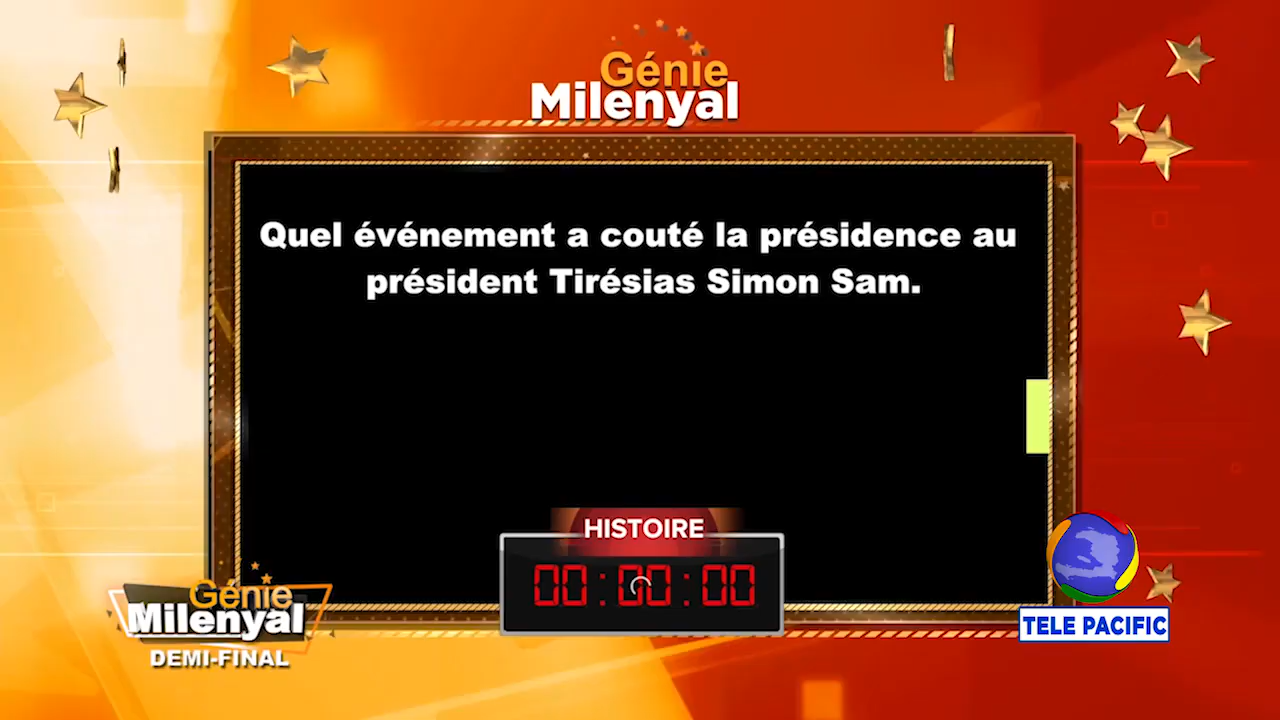 Génie
Milenyal
Quel événement a couté la présidence au
président Tirésias Simon Sam.
HISTOIRE
00:00:00
Génie
Milenyal
DEMI-FINAL
TELE PACIFIC